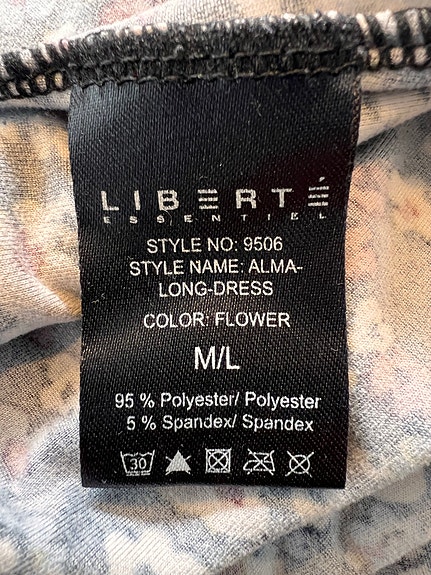 LIBERTÉ
ESSENTIEL
STYLE NO: 9506
STYLE NAME: ALMA-
LONG-DRESS
COLOR: FLOWER
M/L
95 % Polyester/ Polyester
5 % Spandex/ Spandex
30